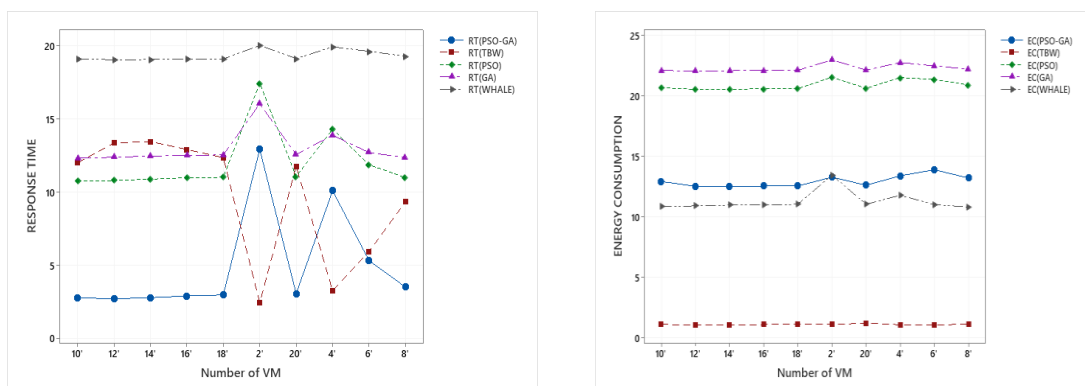 RESPONSE TIME
20
15
10
5
0
10' 12' 14' 16' 18' 2' 20' 4' 6' 8'
Number of VM
RT(PSO-GA)
RT(TBW)
RT(PSO)
RT(GA)
RT(WHALE)
ENERGY CONSUMPTION
25
20
15
10
5
0
10' 12' 14' 16' 18' 2' 20' 4' 6' 8'
Number of VM
EC(PSO-GA)
EC(TBW)
EC(PSO)
EC(GA)
EC(WHALE)